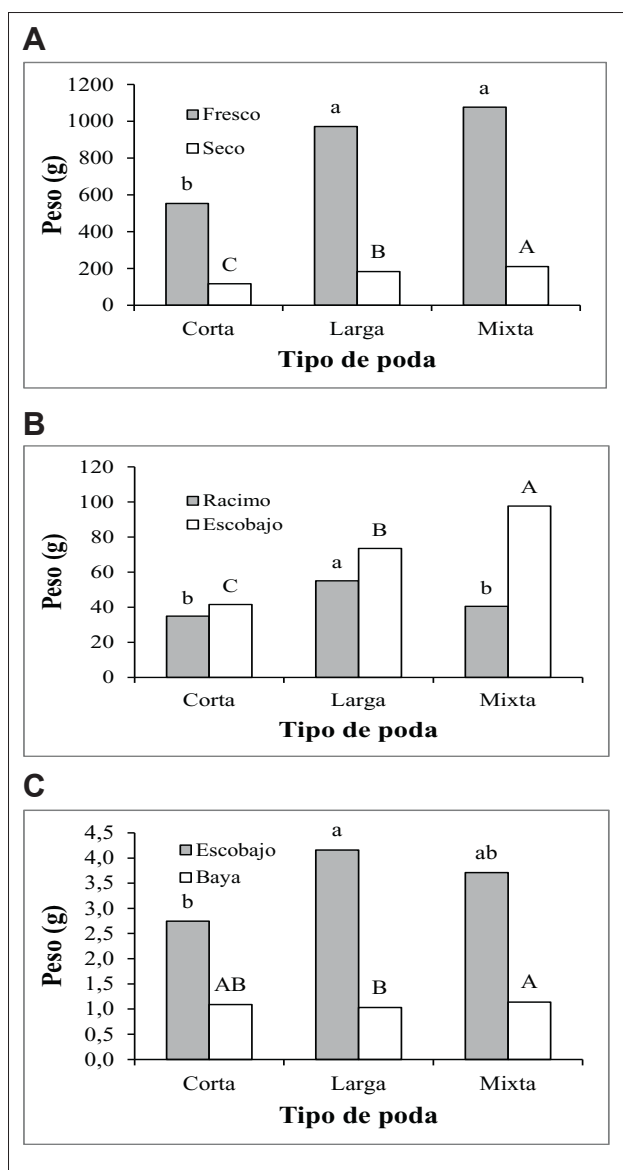 A
1200
1000
800
600
400
200
0
Peso (g)
Fresco
Seco
b
C
a
B
a
A
Corta Larga Mixta
Tipo de poda
B
120
100
80
60
40
20
0
Peso (g)
Racimo
Escobajo
b
C
a
B
b
A
Corta Larga Mixta
Tipo de poda
C
4,5
4,0
3,5
3,0
2,5
2,0
1,5
1,0
0,5
0,0
Peso (g)
Escobajo
Baya
b
AB
a
B
ab
A
Corta Larga Mixta
Tipo de poda